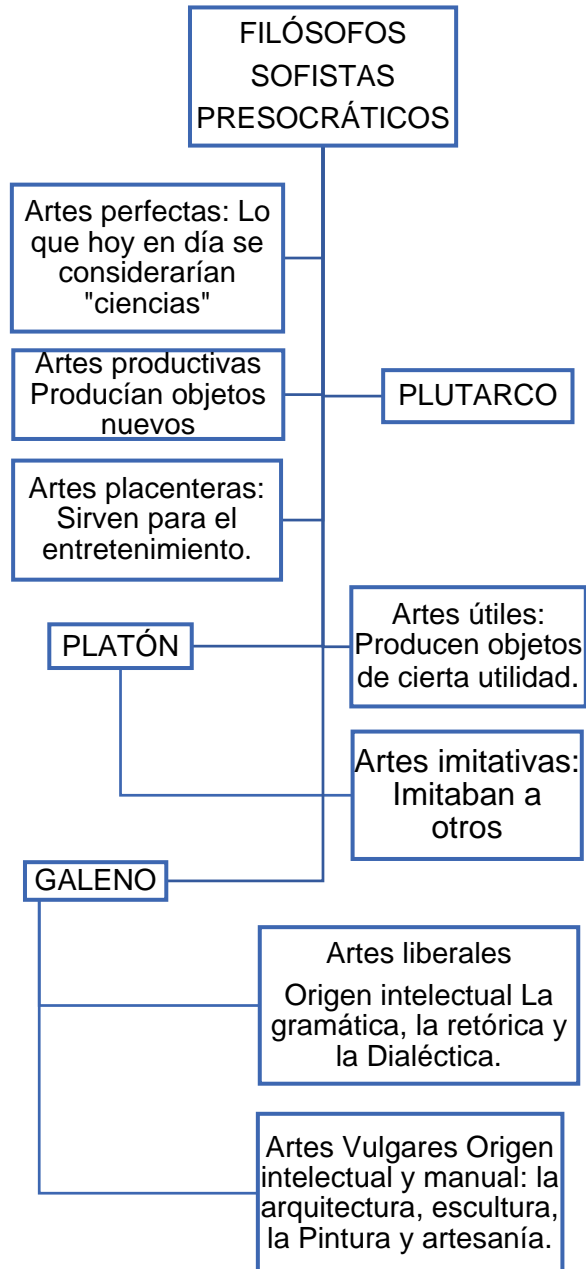 FILÓSOFOS
SOFISTAS
PRESOCRÁTICOS
Artes perfectas: Lo
que hoy en día se
considerarían
"ciencias"
Artes productivas
Producían objetos
nuevos
PLUTARCO
Artes placenteras:
Sirven para el
entretenimiento.
PLATÓN
Artes útiles:
Producen objetos
de cierta utilidad.
Artes imitativas:
Imitaban a
otros
GALENO
Artes liberales
Origen intelectual La
gramática, la retórica y
la Dialéctica.
Artes Vulgares Origen
intelectual y manual: la
arquitectura, escultura,
la Pintura y artesanía.